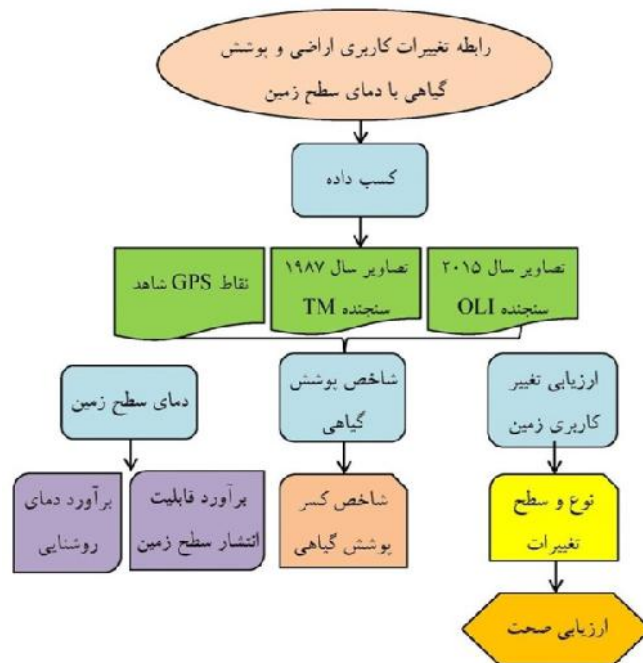 رابطه تغییرات کاربری اراضی و پوشش
گیاهی با دمای سطح زمین
کسب داده
تصاویر سال ۲۰۱۵
سنجنده OLI
تصاویر سال ۱۹۸۷
سنجنده TM
نقاط GPS شاهد
ارزیابی تغییر
کاربری زمین
شاخص پوشش
گیاهی
دمای سطح زمین
نوع و سطح
تغییرات
شاخص کسر
پوشش گیاهی
برآورد قابلیت
انتشار سطح زمین
برآورد دمای
روشنایی
ارزیابی صحت